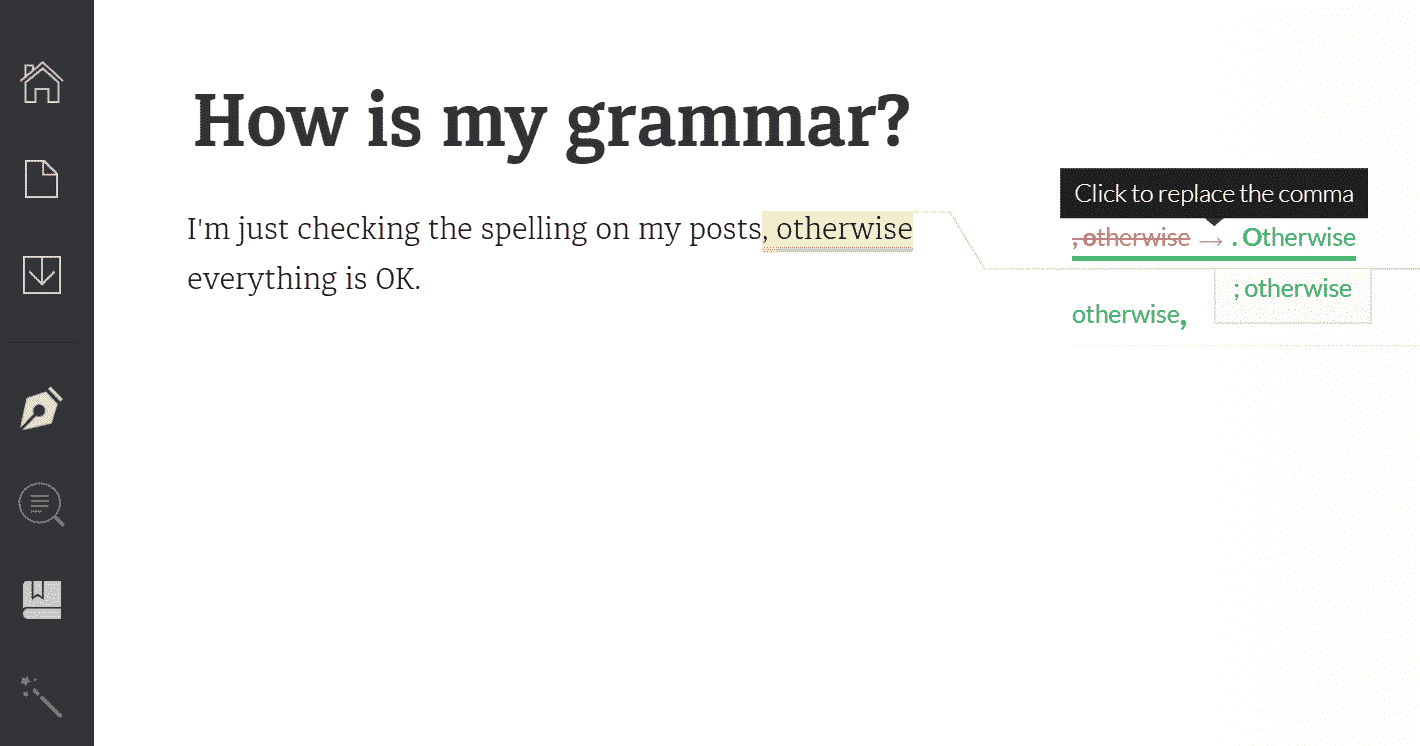 How is my grammar?
I'm just checking the spelling on my posts, otherwise
everything is OK.
Click to replace the comma
, otherwise → . Otherwise
; otherwise
otherwise,